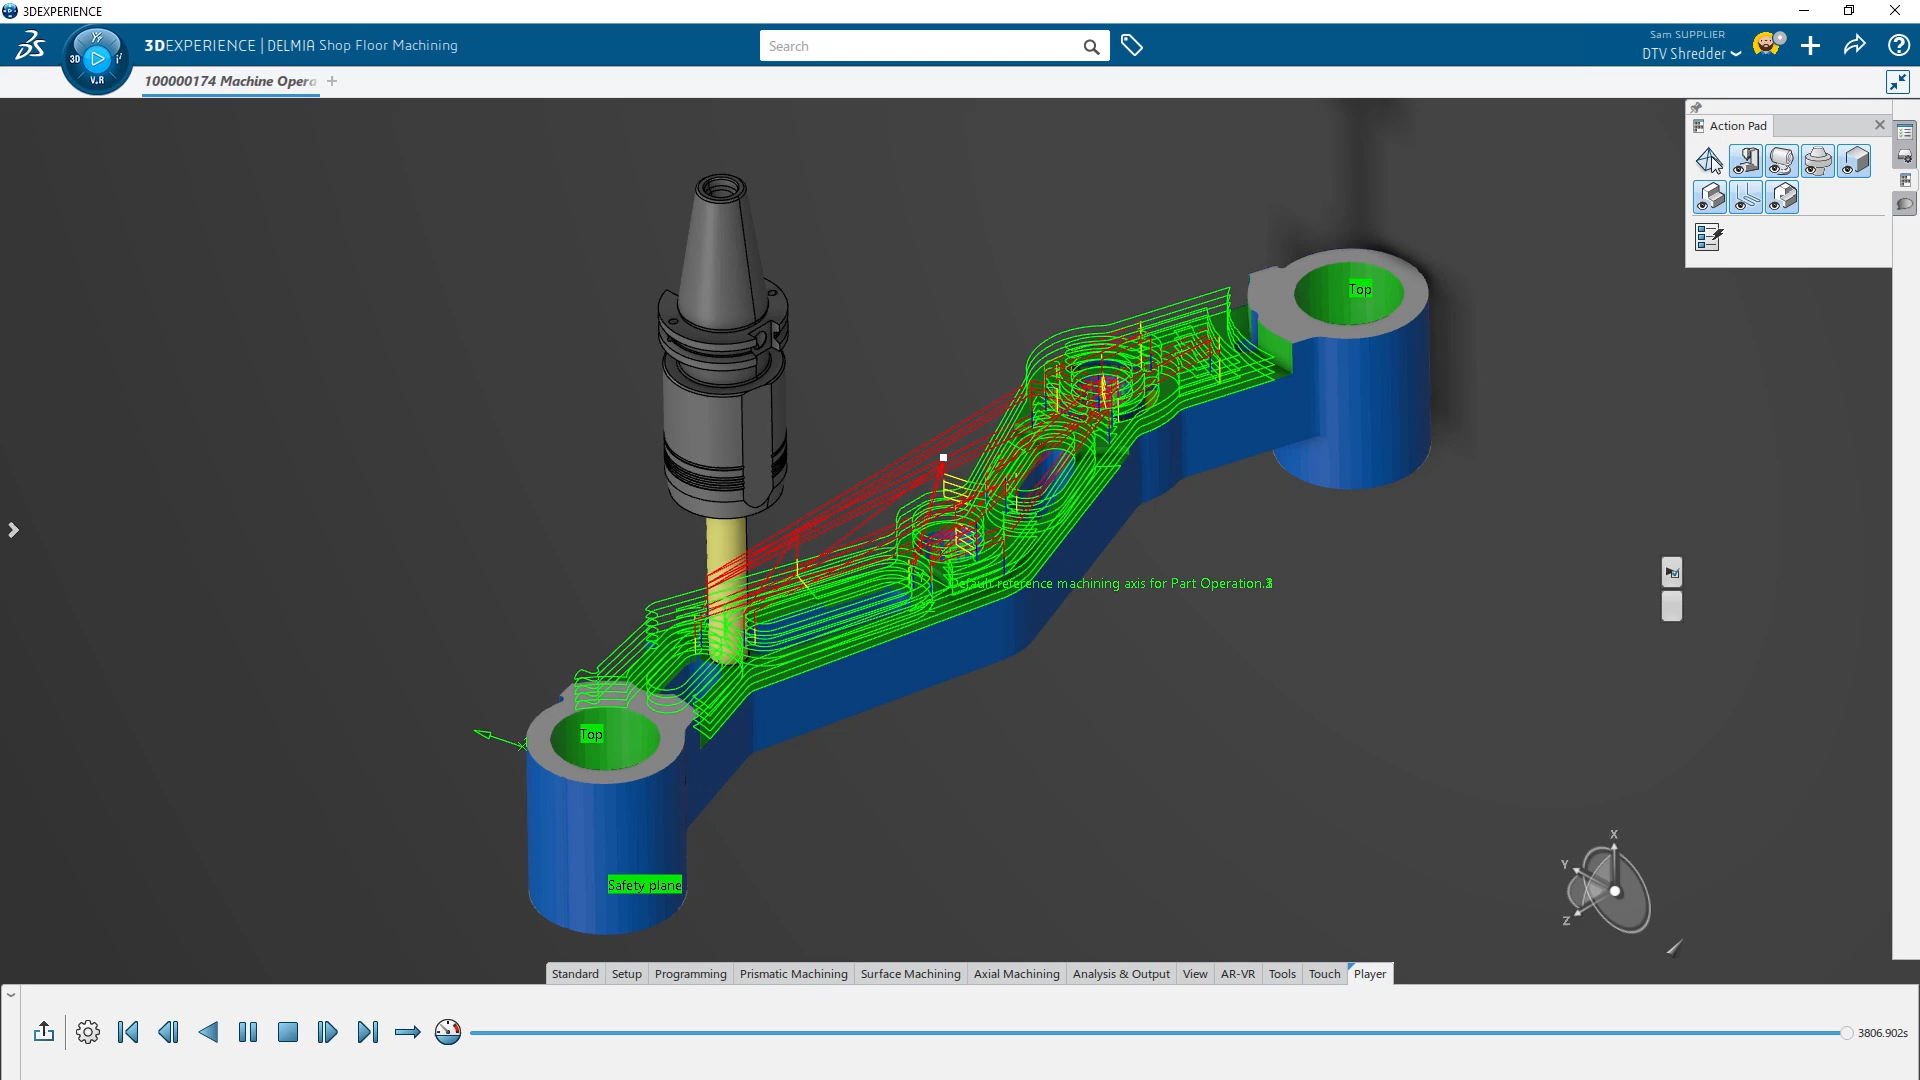 3DEXPERIENCE
3DEXPERIENCE | DELMIA Shop Floor Machining
Search
Sam SUPPLIER
DTV Shredder
3D
V.R
100000174 Machine Opera
Action Pad
Top
Default reference machining axis for Part Operation.3
Top
Safety plane
X
Y
Z
Standard
Setup
Programming
Prismatic Machining
Surface Machining
Axial Machining
Analysis & Output
View
AR-VR
Tools
Touch
Player
3806.902s